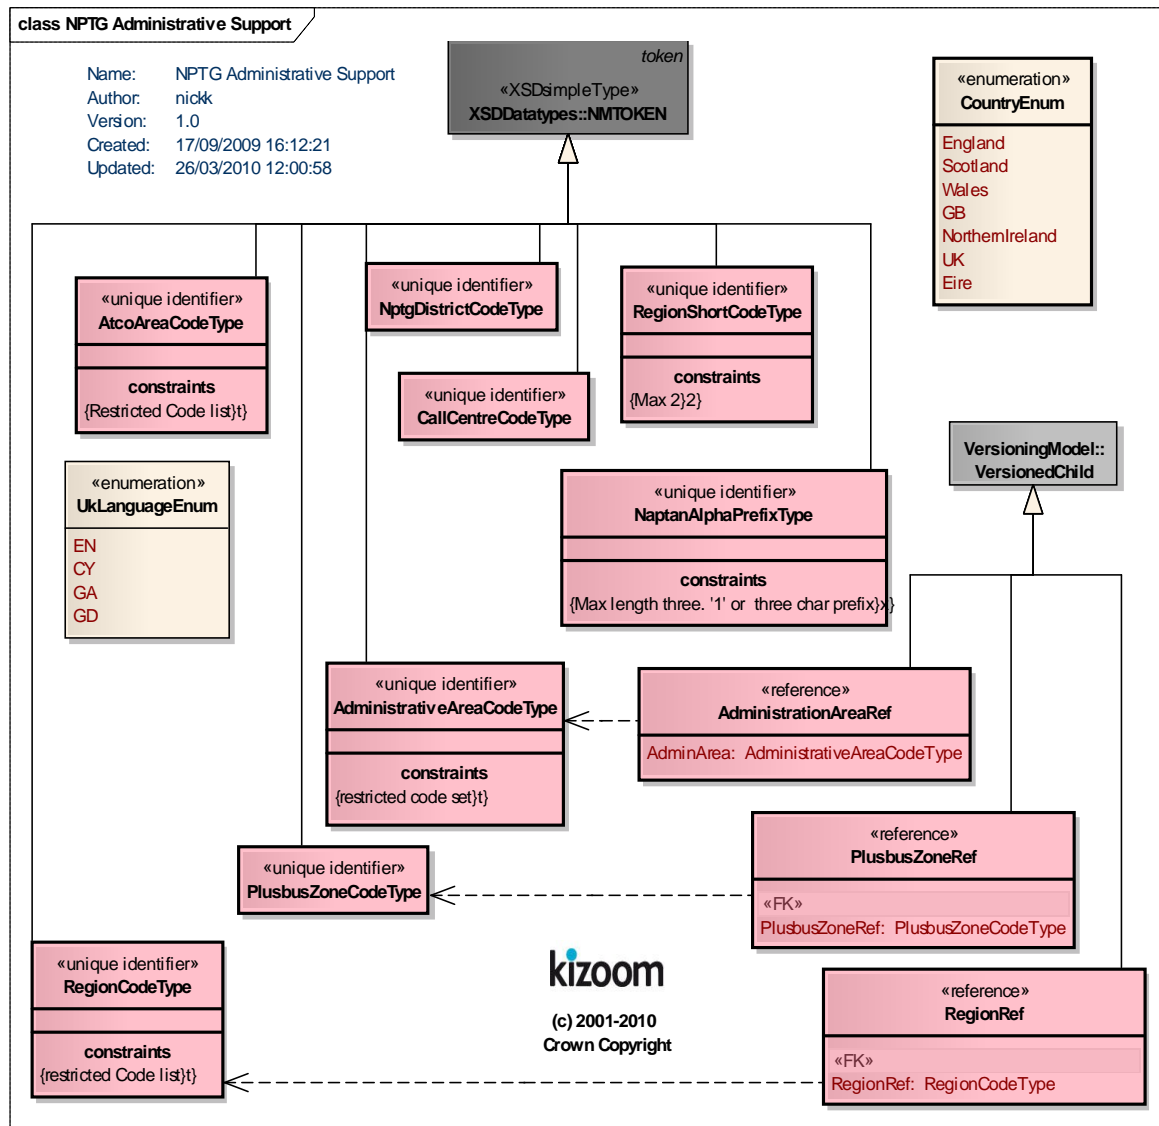 class NPTG Administrative Support
Name: NPTG Administrative Support
Author: nickk
Version: 1.0
Created: 17/09/2009 16:12:21
Updated: 26/03/2010 12:00:58
token
«XSDsimpleType»
XSDDatatypes::NMTOKEN
«enumeration»
CountryEnum
England
Scotland
Wales
GB
NorthernIreland
UK
Eire
«unique identifier»
AtcoAreaCodeType
constraints
{Restricted Code list}t}
«unique identifier»
NptgDistrictCodeType
«unique identifier»
RegionShortCodeType
constraints
{Max 2}2}
«unique identifier»
CallCentreCodeType
VersioningModel::
VersionedChild
«enumeration»
UkLanguageEnum
EN
CY
GA
GD
«unique identifier»
NaptanAlphaPrefixType
constraints
{Max length three. '1' or three char prefix}x}
«unique identifier»
AdministrativeAreaCodeType
constraints
{restricted code set}t}
«reference»
AdministrationAreaRef
AdminArea: AdministrativeAreaCodeType
«unique identifier»
PlusbusZoneCodeType
«reference»
PlusbusZoneRef
«FK»
PlusbusZoneRef: PlusbusZoneCodeType
«unique identifier»
RegionCodeType
constraints
{restricted Code list}t}
kizoom
(c) 2001-2010
Crown Copyright
«reference»
RegionRef
«FK»
RegionRef: RegionCodeType